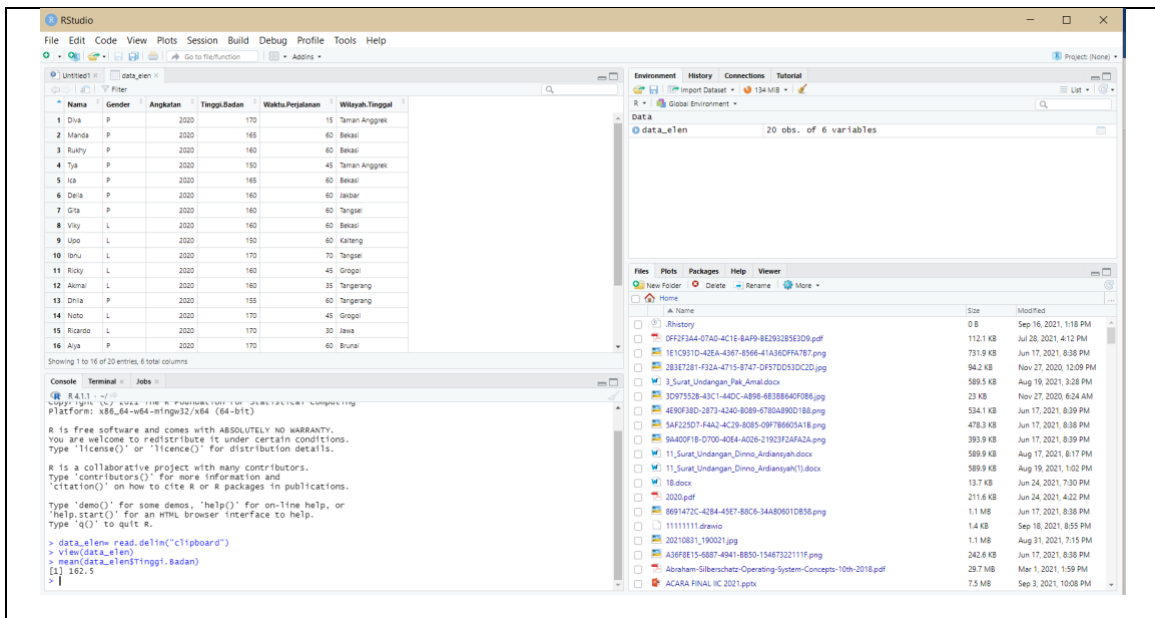 RStudio
File Edit Code View Plots Session Build Debug Profile Tools Help
Go to file/function Addins Project: (None)
Untitled1 data_elen
Filter
Nama Gender Angkatan Tinggi.Badan Waktu.Perjalanan Wilayah.Tinggal
1 Diva P 2020 170 15 Taman Anggrek
2 Manda P 2020 165 60 Bekasi
3 Rukhy P 2020 160 60 Bekasi
4 Tya P 2020 150 45 Taman Anggrek
5 Ica P 2020 165 60 Bekasi
6 Delia P 2020 160 60 Jakbar
7 Gita P 2020 160 60 Tangsel
8 Viky L 2020 160 60 Bekasi
9 Upo L 2020 150 60 Kalteng
10 Ibnu L 2020 170 70 Tangsel
11 Ricky L 2020 160 45 Grogol
12 Akmal L 2020 160 35 Tangerang
13 Dhila P 2020 155 60 Tangerang
14 Noto L 2020 170 45 Grogol
15 Ricardo L 2020 170 30 Jawa
16 Alya P 2020 170 60 Brunai
Showing 1 to 16 of 20 entries, 6 total columns
Console Terminal Jobs
R 4.1.1 · ~/
Copyright (C) 2021 The R Foundation for Statistical Computing
Platform: x86_64-w64-mingw32/x64 (64-bit)
R is free software and comes with ABSOLUTELY NO WARRANTY.
You are welcome to redistribute it under certain conditions.
Type 'license()' or 'licence()' for distribution details.
R is a collaborative project with many contributors.
Type 'contributors()' for more information and
'citation()' on how to cite R or R packages in publications.
Type 'demo()' for some demos, 'help()' for on-line help, or
'help.start()' for an HTML browser interface to help.
Type 'q()' to quit R.
> data_elen= read.delim("clipboard")
> View(data_elen)
> mean(data_elen$Tinggi.Badan)
[1] 162.5
>
Environment History Connections Tutorial
Import Dataset 134 MiB List
R Global Environment
Data
data_elen 20 obs. of 6 variables
Files Plots Packages Help Viewer
New Folder Delete Rename More
Home
Name Size Modified
.Rhistory 0 B Sep 16, 2021, 1:18 PM
0FF2F3A4-07A0-4C1E-BAF9-BE2932B5E3D9.pdf 112.1 KB Jul 28, 2021, 4:12 PM
1E1C931D-42EA-4367-8566-41A36DFFA7B7.png 731.9 KB Jun 17, 2021, 8:38 PM
2B3E7281-F32A-4715-B747-DF57DD53DC2D.jpg 94.2 KB Nov 27, 2020, 12:09 PM
3_Surat_Undangan_Pak_Amal.docx 589.5 KB Aug 19, 2021, 3:28 PM
3D97552B-43C1-44DC-A898-6B38B640F0B6.jpg 23 KB Nov 27, 2020, 6:24 AM
4E90F38D-2873-4240-8089-6780A890D1B8.png 534.1 KB Jun 17, 2021, 8:39 PM
5AF225D7-F4A2-4C29-8085-09F7B6605A1B.png 478.3 KB Jun 17, 2021, 8:38 PM
9A400F1B-D700-40E4-A026-21923F2AFA2A.png 393.9 KB Jun 17, 2021, 8:39 PM
11_Surat_Undangan_Dinno_Ardiansyah.docx 589.9 KB Aug 17, 2021, 8:17 PM
11_Surat_Undangan_Dinno_Ardiansyah(1).docx 589.9 KB Aug 19, 2021, 1:02 PM
18.docx 13.7 KB Jun 24, 2021, 7:30 PM
2020.pdf 211.6 KB Jun 24, 2021, 4:22 PM
8691472C-42B4-45E7-B8C6-34A80601DB58.png 1.1 MB Jun 17, 2021, 8:38 PM
11111111.drawio 1.4 KB Sep 18, 2021, 8:55 PM
20210831_190021.jpg 1.1 MB Aug 31, 2021, 7:15 PM
A36F8E15-6887-4941-BB50-15467322111F.png 242.6 KB Jun 17, 2021, 8:38 PM
Abraham-Silberschatz-Operating-System-Concepts-10th-2018.pdf 29.7 MB Mar 1, 2021, 1:59 PM
ACARA FINAL IIC 2021.pptx 7.5 MB Sep 3, 2021, 10:08 PM